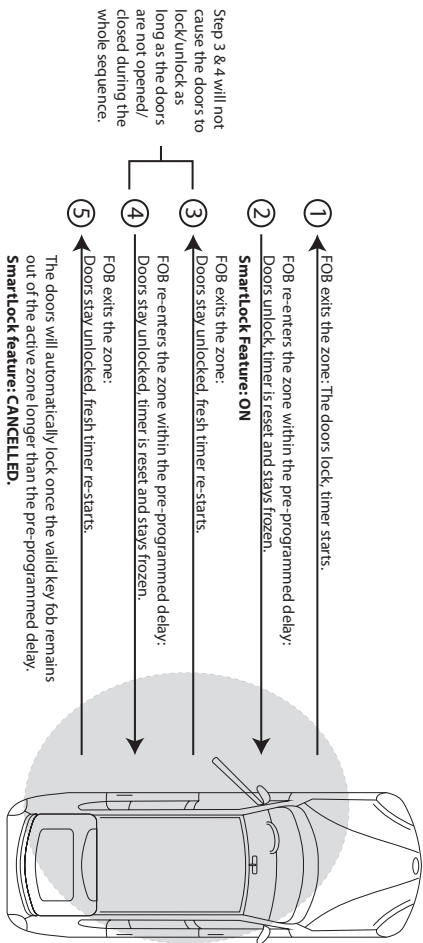 1 FOB exits the zone: The doors lock, timer starts.
FOB re-enters the zone within the pre-programmed delay:
2 Doors unlock, timer is reset and stays frozen.
SmartLock Feature: ON
FOB exits the zone:
3 Doors stay unlocked, fresh timer re-starts.
FOB re-enters the zone within the pre-programmed delay:
4 Doors stay unlocked, timer is reset and stays frozen.
FOB exits the zone:
5 Doors stay unlocked, fresh timer re-starts.
The doors will automatically lock once the valid key fob remains
out of the active zone longer than the pre-programmed delay.
SmartLock feature: CANCELLED.
Step 3 & 4 will not
cause the doors to
lock/unlock as
long as the doors
are not opened/
closed during the
whole sequence.